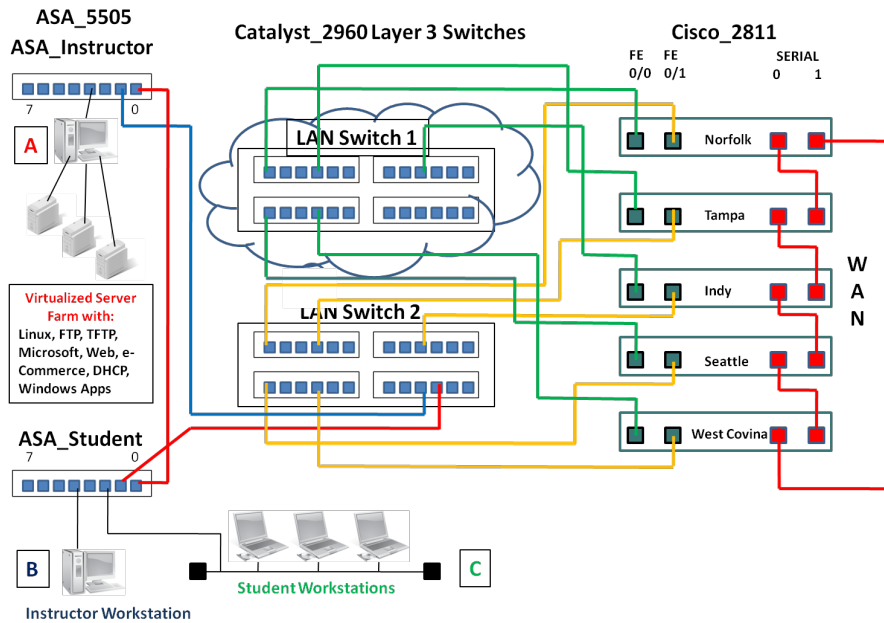 ASA_5505
ASA_Instructor
7
0
A
Virtualized Server
Farm with:
Linux, FTP, TFTP,
Microsoft, Web, e-
Commerce, DHCP,
Windows Apps
ASA_Student
7
0
B
Instructor Workstation
Student Workstations
C
Catalyst_2960 Layer 3 Switches
LAN Switch 1
LAN Switch 2
Cisco_2811
FE
0/0
FE
0/1
SERIAL
0 1
Norfolk
Tampa
Indy
Seattle
West Covina
W
A
N